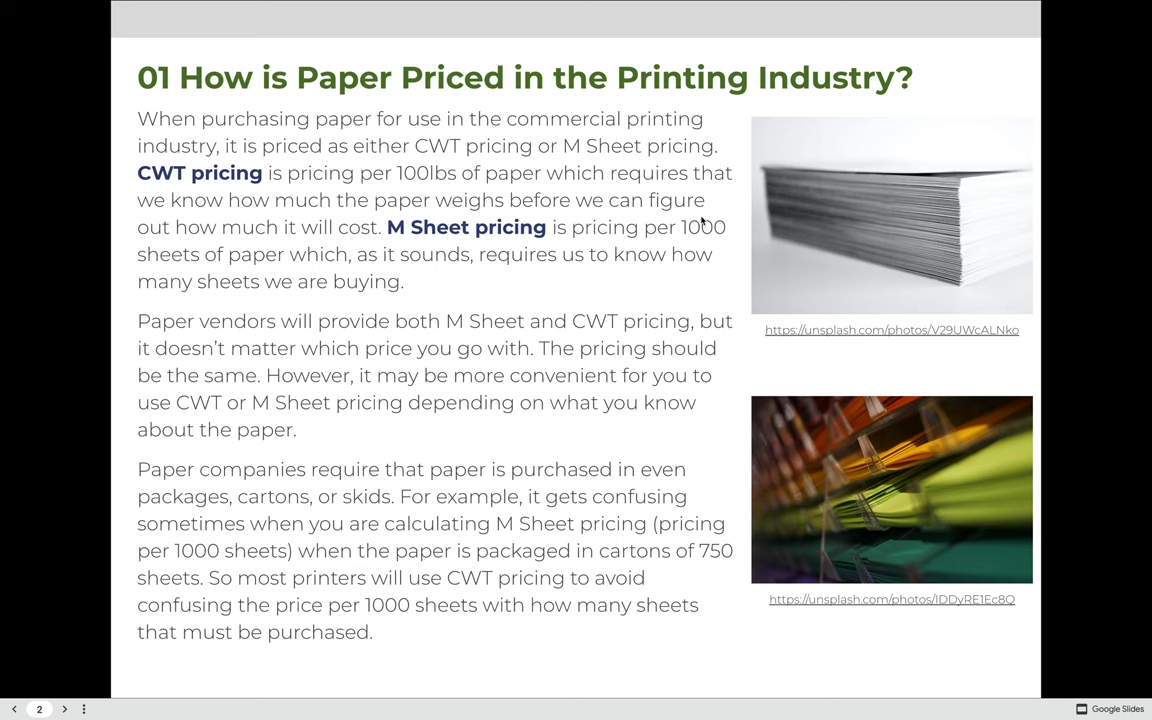 01 How is Paper Priced in the Printing Industry?
When purchasing paper for use in the commercial printing
industry, it is priced as either CWT pricing or M Sheet pricing.
CWT pricing is pricing per 100lbs of paper which requires that
we know how much the paper weighs before we can figure
out how much it will cost. M Sheet pricing is pricing per 1000
sheets of paper which, as it sounds, requires us to know how
many sheets we are buying.
Paper vendors will provide both M Sheet and CWT pricing, but
it doesn’t matter which price you go with. The pricing should
be the same. However, it may be more convenient for you to
use CWT or M Sheet pricing depending on what you know
about the paper.
Paper companies require that paper is purchased in even
packages, cartons, or skids. For example, it gets confusing
sometimes when you are calculating M Sheet pricing (pricing
per 1000 sheets) when the paper is packaged in cartons of 750
sheets. So most printers will use CWT pricing to avoid
confusing the price per 1000 sheets with how many sheets
that must be purchased.
https://unsplash.com/photos/V29UWcALNko
https://unsplash.com/photos/lDDyRE1Ec8Q
2
Google Slides